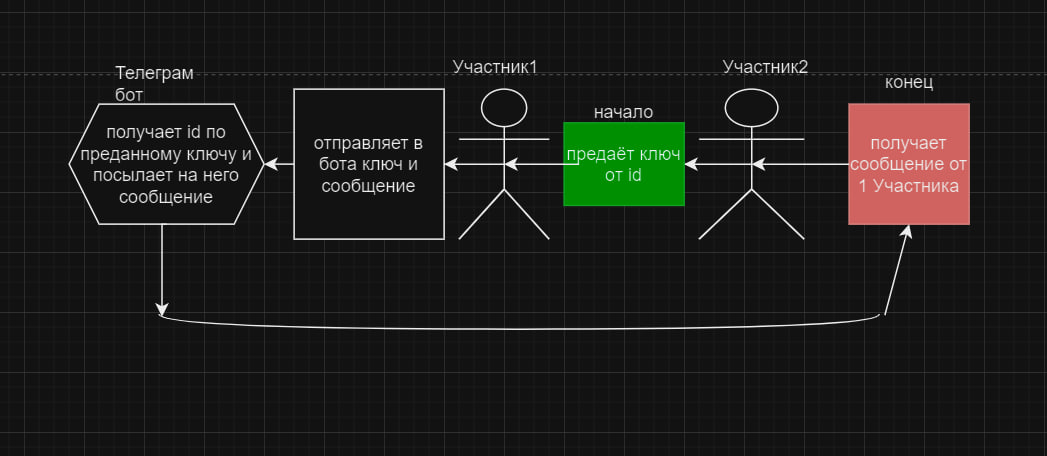 Телеграм
бот
получает id по
преданному ключу и
посылает на него
сообщение
отправляет в
бота ключ и
сообщение
Участник1
начало
предаёт ключ
от id
Участник2
конец
получает
сообщение от
1 Участника